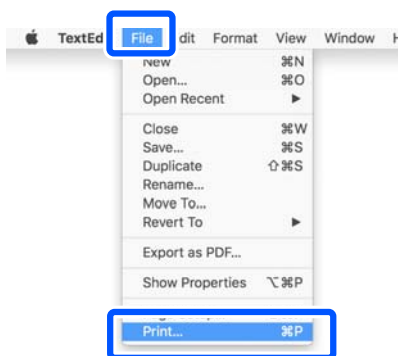 TextEd File dit Format View Window H
New ⌘N
Open... ⌘O
Open Recent ▶
Close ⌘W
Save... ⌘S
Duplicate ⇧⌘S
Rename...
Move To...
Revert To ▶
Export as PDF...
Show Properties ⌥⌘P
Print... ⌘P